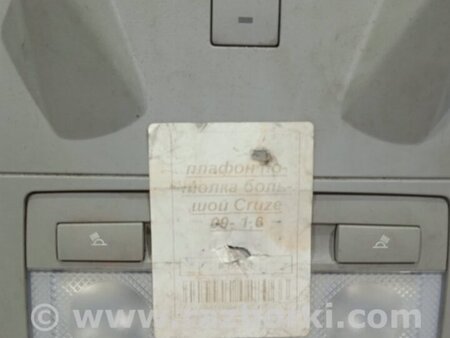 плафон по-
толка боль-
шой Cruze
09- 1.6
www.razborki.com